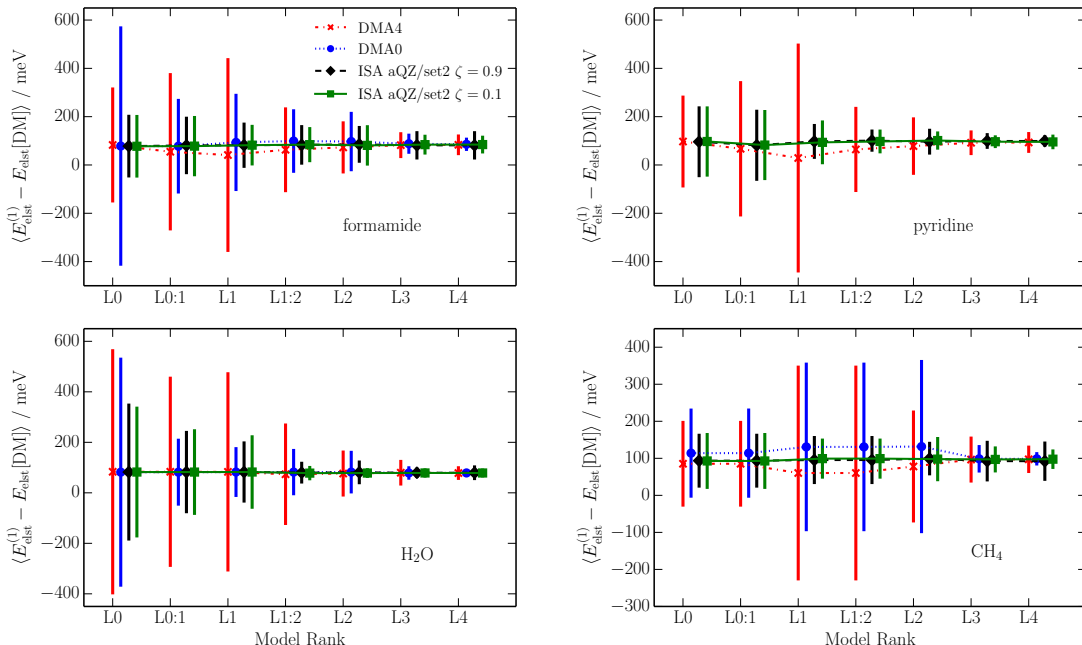 600
400
200
0
−200
−400
⟨E_elst^(1) − E_elst[DM]⟩ / meV
DMA4
DMA0
ISA aQZ/set2 ζ = 0.9
ISA aQZ/set2 ζ = 0.1
formamide
L0 L0:1 L1 L1:2 L2 L3 L4
600
400
200
0
−200
−400
⟨E_elst^(1) − E_elst[DM]⟩ / meV
pyridine
L0 L0:1 L1 L1:2 L2 L3 L4
600
400
200
0
−200
−400
⟨E_elst^(1) − E_elst[DM]⟩ / meV
H₂O
L0 L0:1 L1 L1:2 L2 L3 L4
Model Rank
400
300
200
100
0
−100
−200
−300
⟨E_elst^(1) − E_elst[DM]⟩ / meV
CH₄
L0 L0:1 L1 L1:2 L2 L3 L4
Model Rank